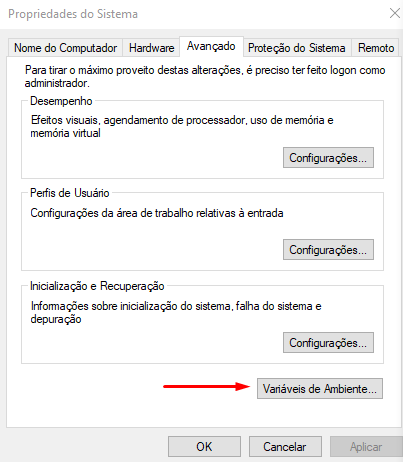 Propriedades do Sistema
Nome do Computador
Hardware
Avançado
Proteção do Sistema
Remoto
Para tirar o máximo proveito destas alterações, é preciso ter feito logon como
administrador.
Desempenho
Efeitos visuais, agendamento de processador, uso de memória e
memória virtual
Configurações...
Perfis de Usuário
Configurações da área de trabalho relativas à entrada
Configurações...
Inicialização e Recuperação
Informações sobre inicialização do sistema, falha do sistema e
depuração
Configurações...
Variáveis de Ambiente...
OK
Cancelar
Aplicar